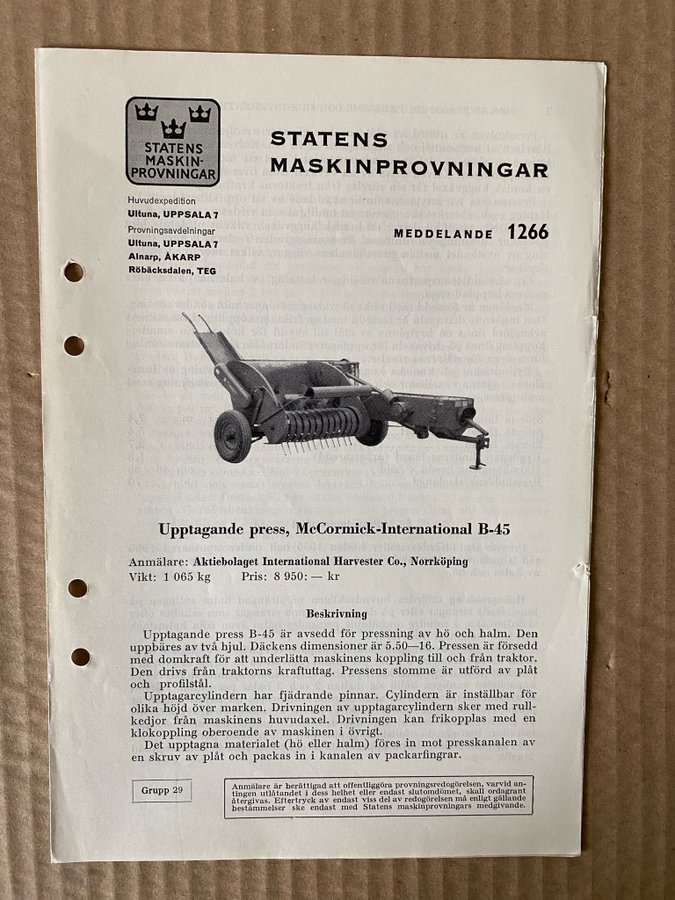 STATENS
MASKIN-
PROVNINGAR
STATENS
MASKINPROVNINGAR
Huvudexpedition
Ultuna, UPPSALA 7
Provningsavdelningar
Ultuna, UPPSALA 7
Alnarp, ÅKARP
Röbäcksdalen, TEG
MEDDELANDE 1266
Upptagande press, McCormick-International B-45
Anmälare: Aktiebolaget International Harvester Co., Norrköping
Vikt: 1 065 kg Pris: 8 950: — kr
Beskrivning
Upptagande press B-45 är avsedd för pressning av hö och halm. Den
uppbäres av två hjul. Däckens dimensioner är 5.50—16. Pressen är försedd
med domkraft för att underlätta maskinens koppling till och från traktor.
Den drivs från traktorns kraftuttag. Pressens stomme är utförd av plåt
och profilstål.
Upptagarcylindern har fjädrande pinnar. Cylindern är inställbar för
olika höjd över marken. Drivningen av upptagarcylindern sker med rull-
kedjor från maskinens huvudaxel. Drivningen kan frikopplas med en
klokoppling oberoende av maskinen i övrigt.
Det upptagna materialet (hö eller halm) föres in mot presskanalen av
en skruv av plåt och packas in i kanalen av packarfingrar.
Grupp 29
Anmälare är berättigad att offentliggöra provningsredogörelsen, varvid an-
tingen utlåtandet i dess helhet eller endast slutomdömet, skall ordagrant
återgivas. Eftertryck av endast viss del av redogörelsen må enligt gällande
bestämmelser ske endast med Statens maskinprovningars medgivande.